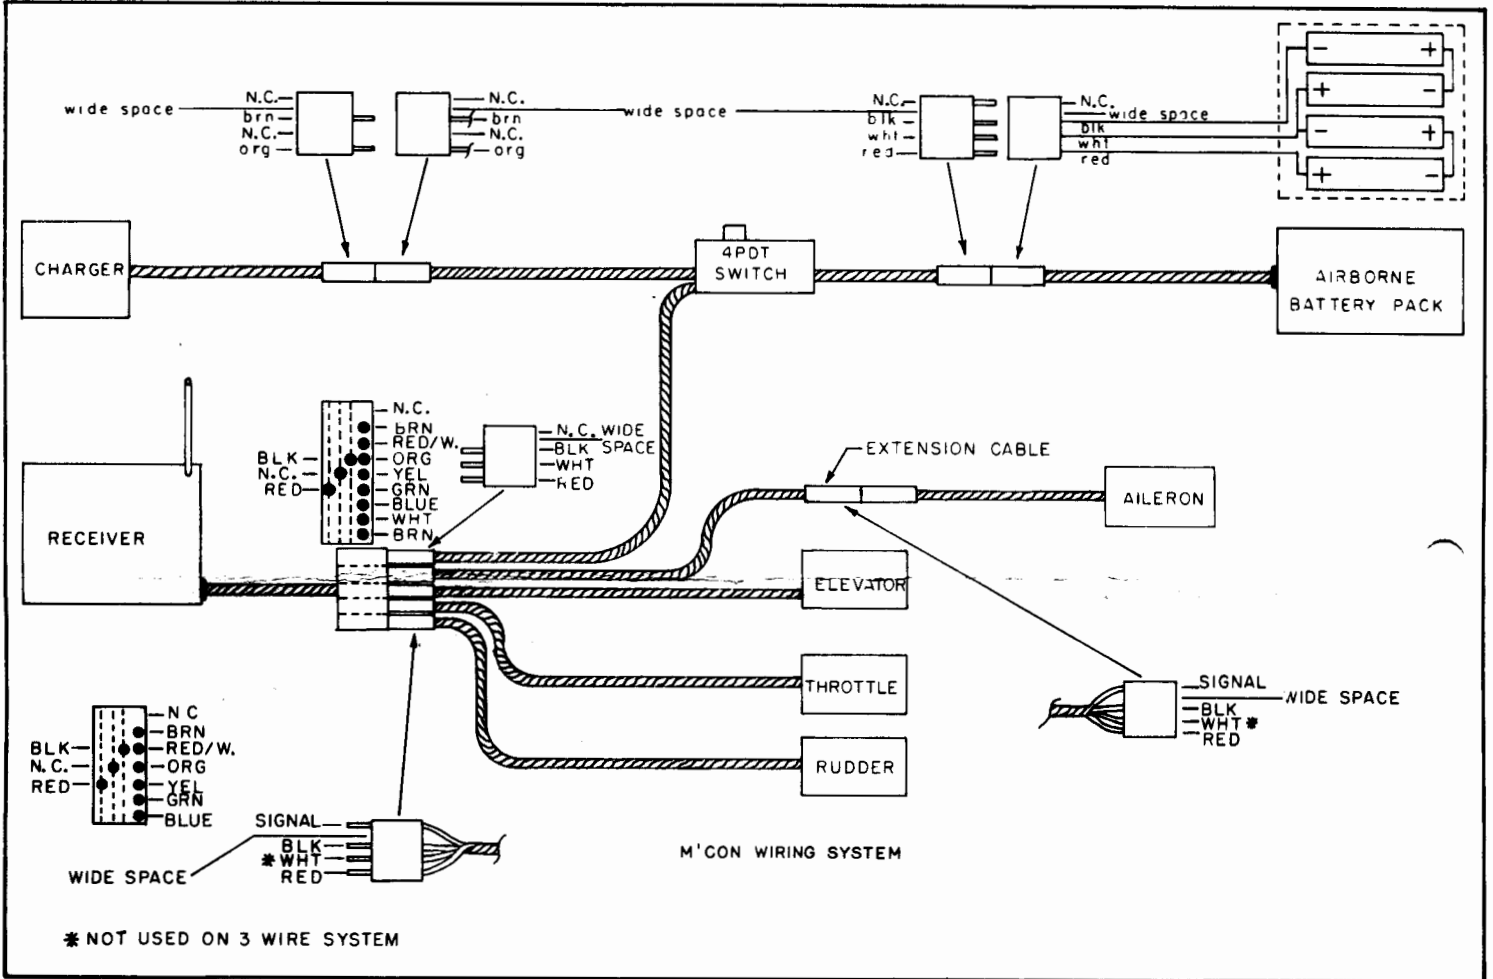 wide space
N.C.
brn
N.C.
org
N.C.
brn
N.C.
org
wide space
N.C.
blk
wht
red
N.C.
wide space
blk
wht
red
- +
+ -
- +
+ -
CHARGER
4PDT
SWITCH
AIRBORNE
BATTERY PACK
N.C.
BRN
RED/W.
ORG
YEL
GRN
BLUE
WHT
BRN
BLK
N.C.
RED
N.C. WIDE
BLK SPACE
WHT
RED
EXTENSION CABLE
RECEIVER
AILERON
ELEVATOR
THROTTLE
RUDDER
SIGNAL
WIDE SPACE
BLK
WHT*
RED
N C
BRN
RED/W.
ORG
YEL
GRN
BLUE
BLK
N.C.
RED
SIGNAL
BLK
*WHT
RED
WIDE SPACE
M'CON WIRING SYSTEM
* NOT USED ON 3 WIRE SYSTEM